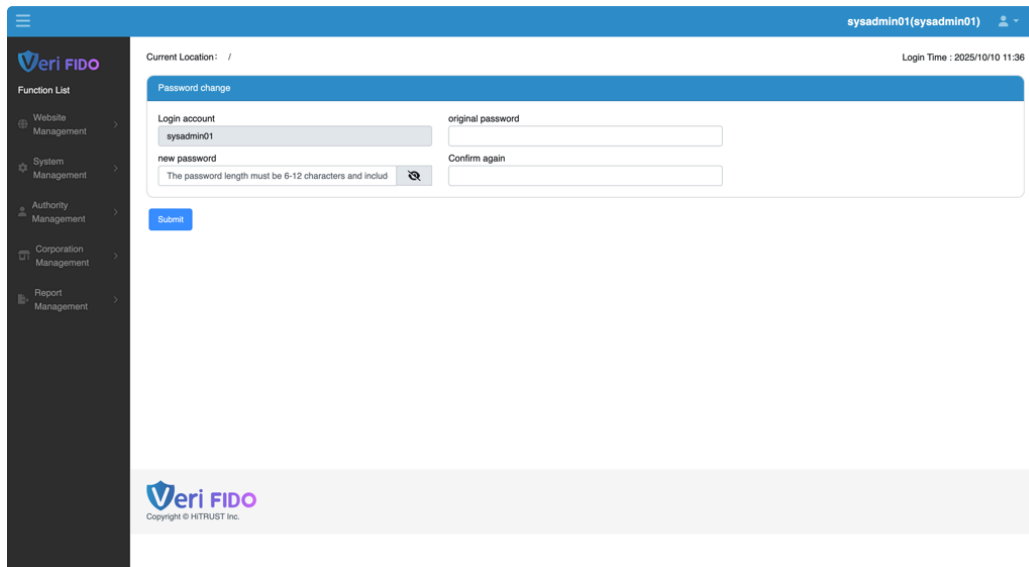 sysadmin01(sysadmin01)
Veri FIDO
Function List
Website
Management
System
Management
Authority
Management
Corporation
Management
Report
Management
Current Location: /
Login Time : 2025/10/10 11:36
Password change
Login account
original password
sysadmin01
new password
Confirm again
The password length must be 6-12 characters and includ
Submit
Veri FIDO
Copyright © HiTRUST Inc.